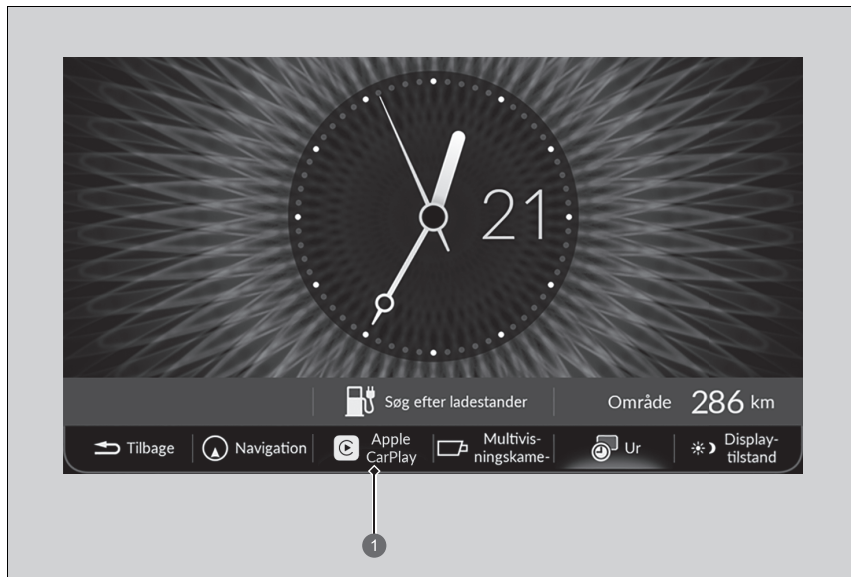 21
Søg efter ladestander
Område 286 km
Tilbage
Navigation
Apple
CarPlay
Multivis-
ningskame-
Ur
Display-
tilstand
1